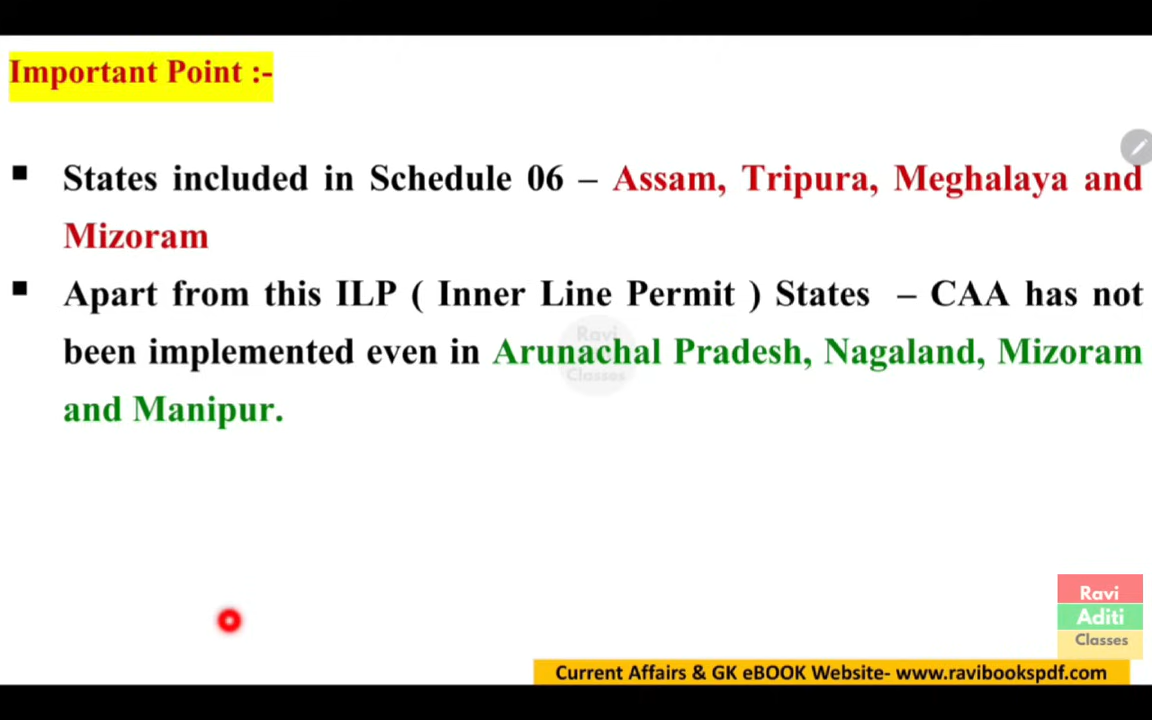 Important Point :-
▪ States included in Schedule 06 – Assam, Tripura, Meghalaya and
Mizoram
▪ Apart from this ILP ( Inner Line Permit ) States – CAA has not
been implemented even in Arunachal Pradesh, Nagaland, Mizoram
and Manipur.
Ravi
Classes
Ravi
Aditi
Classes
Current Affairs & GK eBOOK Website- www.ravibookspdf.com